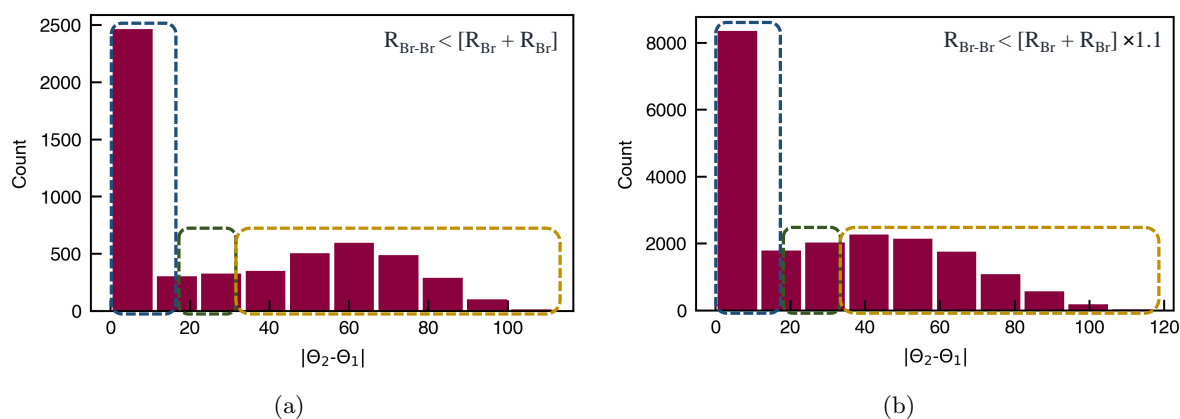 2500
2000
1500
1000
500
0
Count
R_Br-Br < [R_Br + R_Br]
0 20 40 60 80 100
|Θ₂-Θ₁|
(a)
8000
6000
4000
2000
0
Count
R_Br-Br < [R_Br + R_Br] ×1.1
0 20 40 60 80 100 120
|Θ₂-Θ₁|
(b)